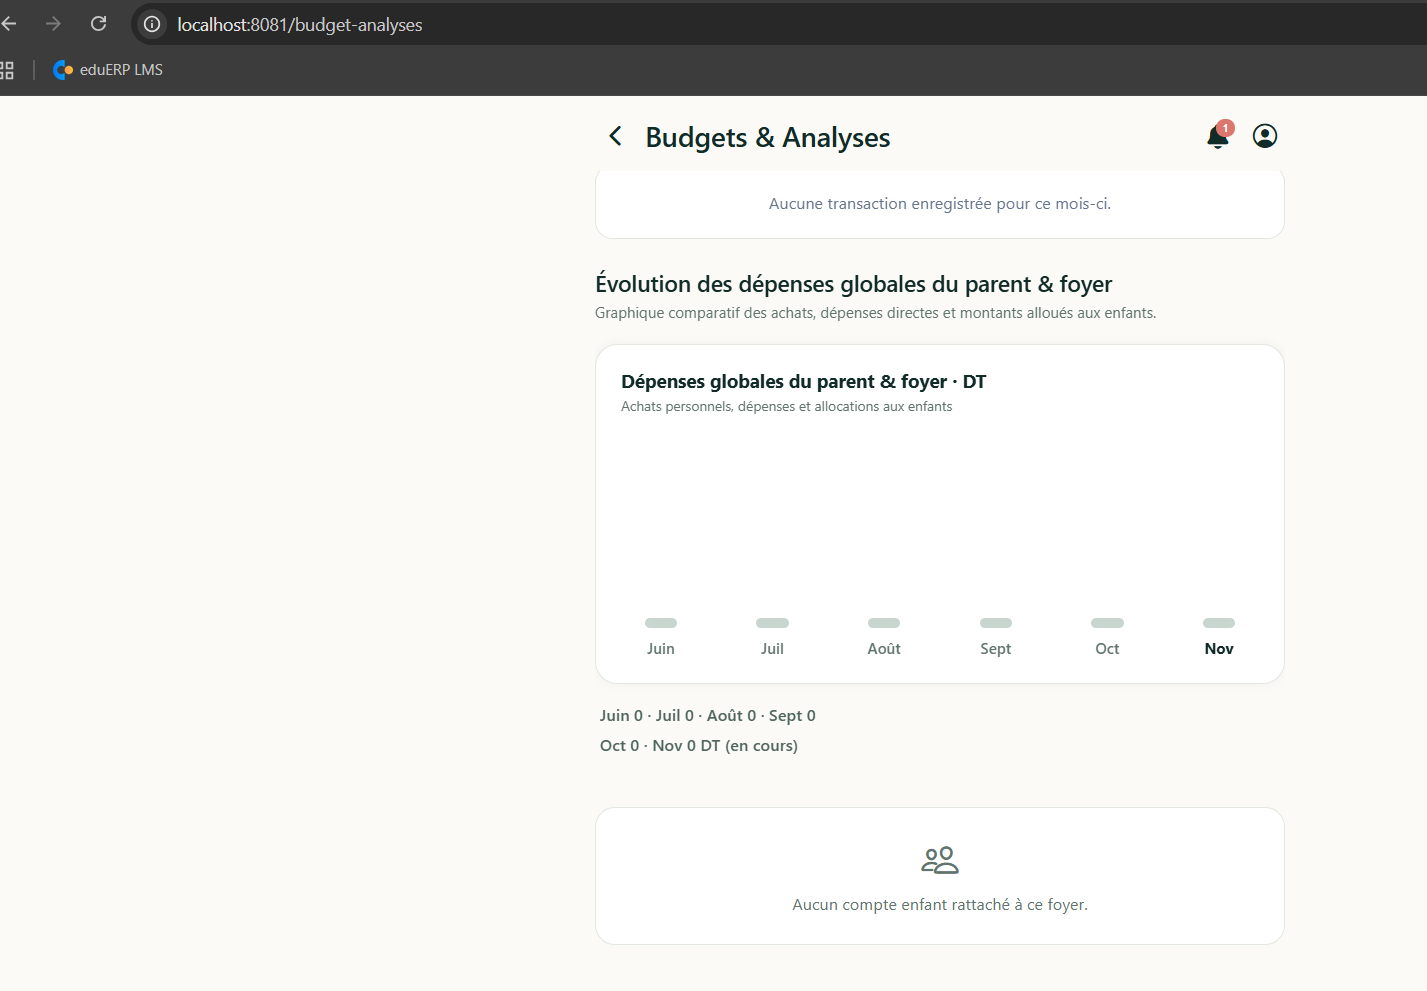 localhost:8081/budget-analyses
eduERP LMS
Budgets & Analyses
1
Aucune transaction enregistrée pour ce mois-ci.
Évolution des dépenses globales du parent & foyer
Graphique comparatif des achats, dépenses directes et montants alloués aux enfants.
Dépenses globales du parent & foyer · DT
Achats personnels, dépenses et allocations aux enfants
Juin Juil Août Sept Oct Nov
Juin 0 · Juil 0 · Août 0 · Sept 0
Oct 0 · Nov 0 DT (en cours)
Aucun compte enfant rattaché à ce foyer.